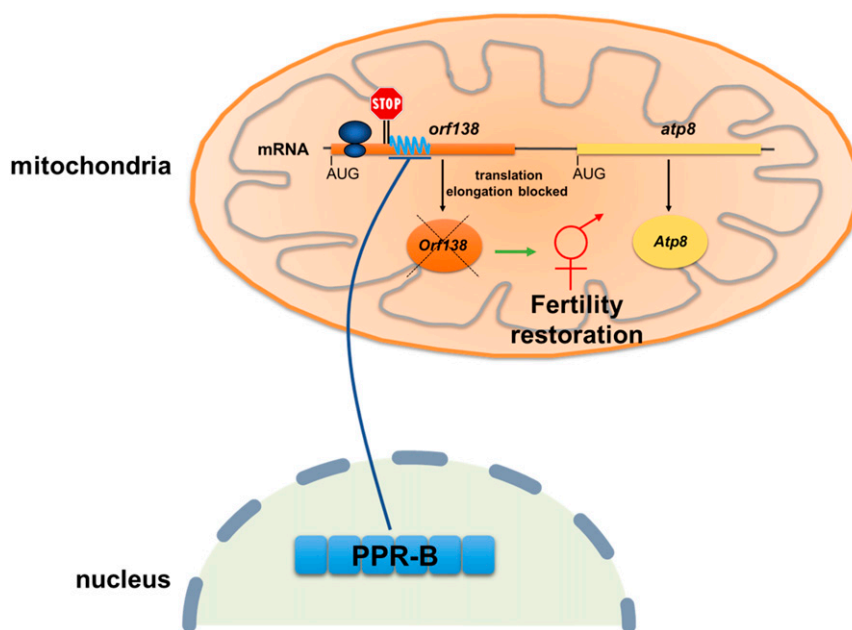 STOP
orf138
atp8
mRNA
mitochondria
AUG
AUG
translation
elongation blocked
Orf138
Atp8
Fertility
restoration
PPR-B
nucleus